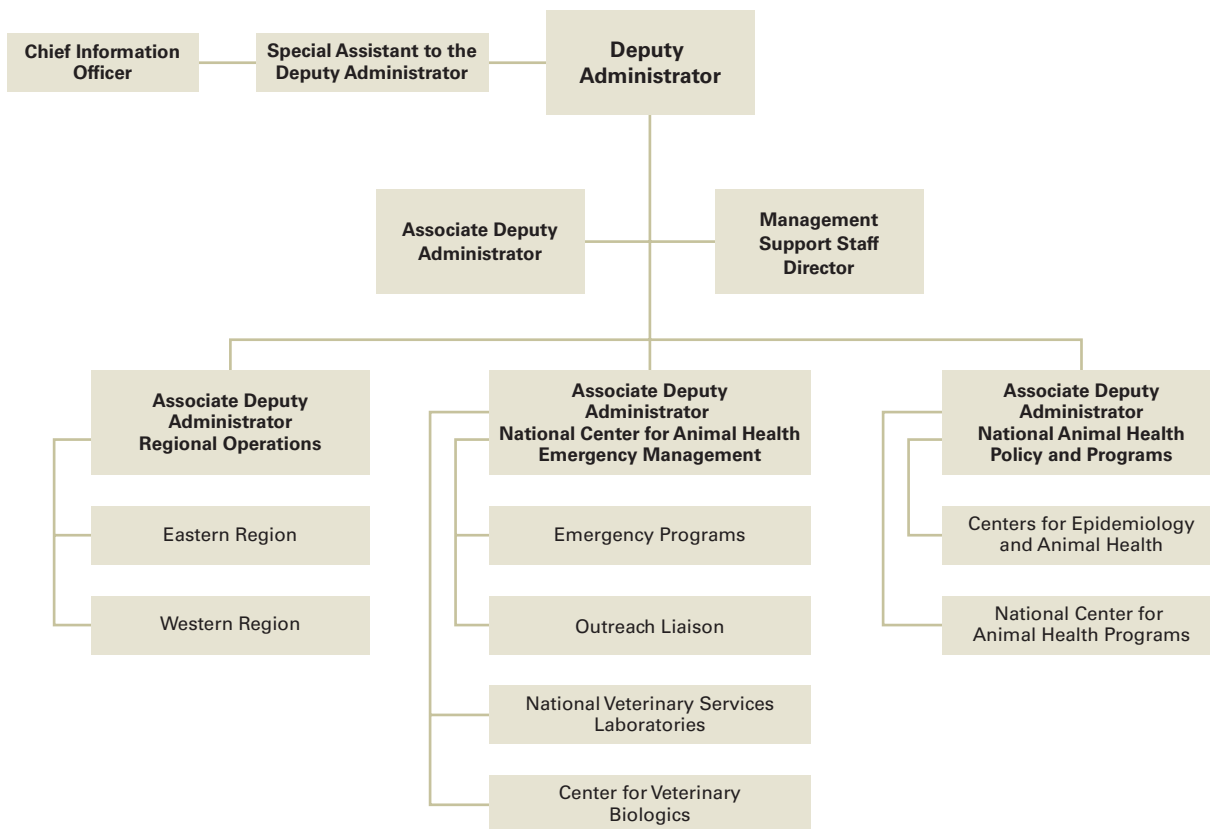 Chief Information
Officer
Special Assistant to the
Deputy Administrator
Deputy
Administrator
Associate Deputy
Administrator
Management
Support Staff
Director
Associate Deputy
Administrator
Regional Operations
Eastern Region
Western Region
Associate Deputy
Administrator
National Center for Animal Health
Emergency Management
Emergency Programs
Outreach Liaison
National Veterinary Services
Laboratories
Center for Veterinary
Biologics
Associate Deputy
Administrator
National Animal Health
Policy and Programs
Centers for Epidemiology
and Animal Health
National Center for
Animal Health Programs